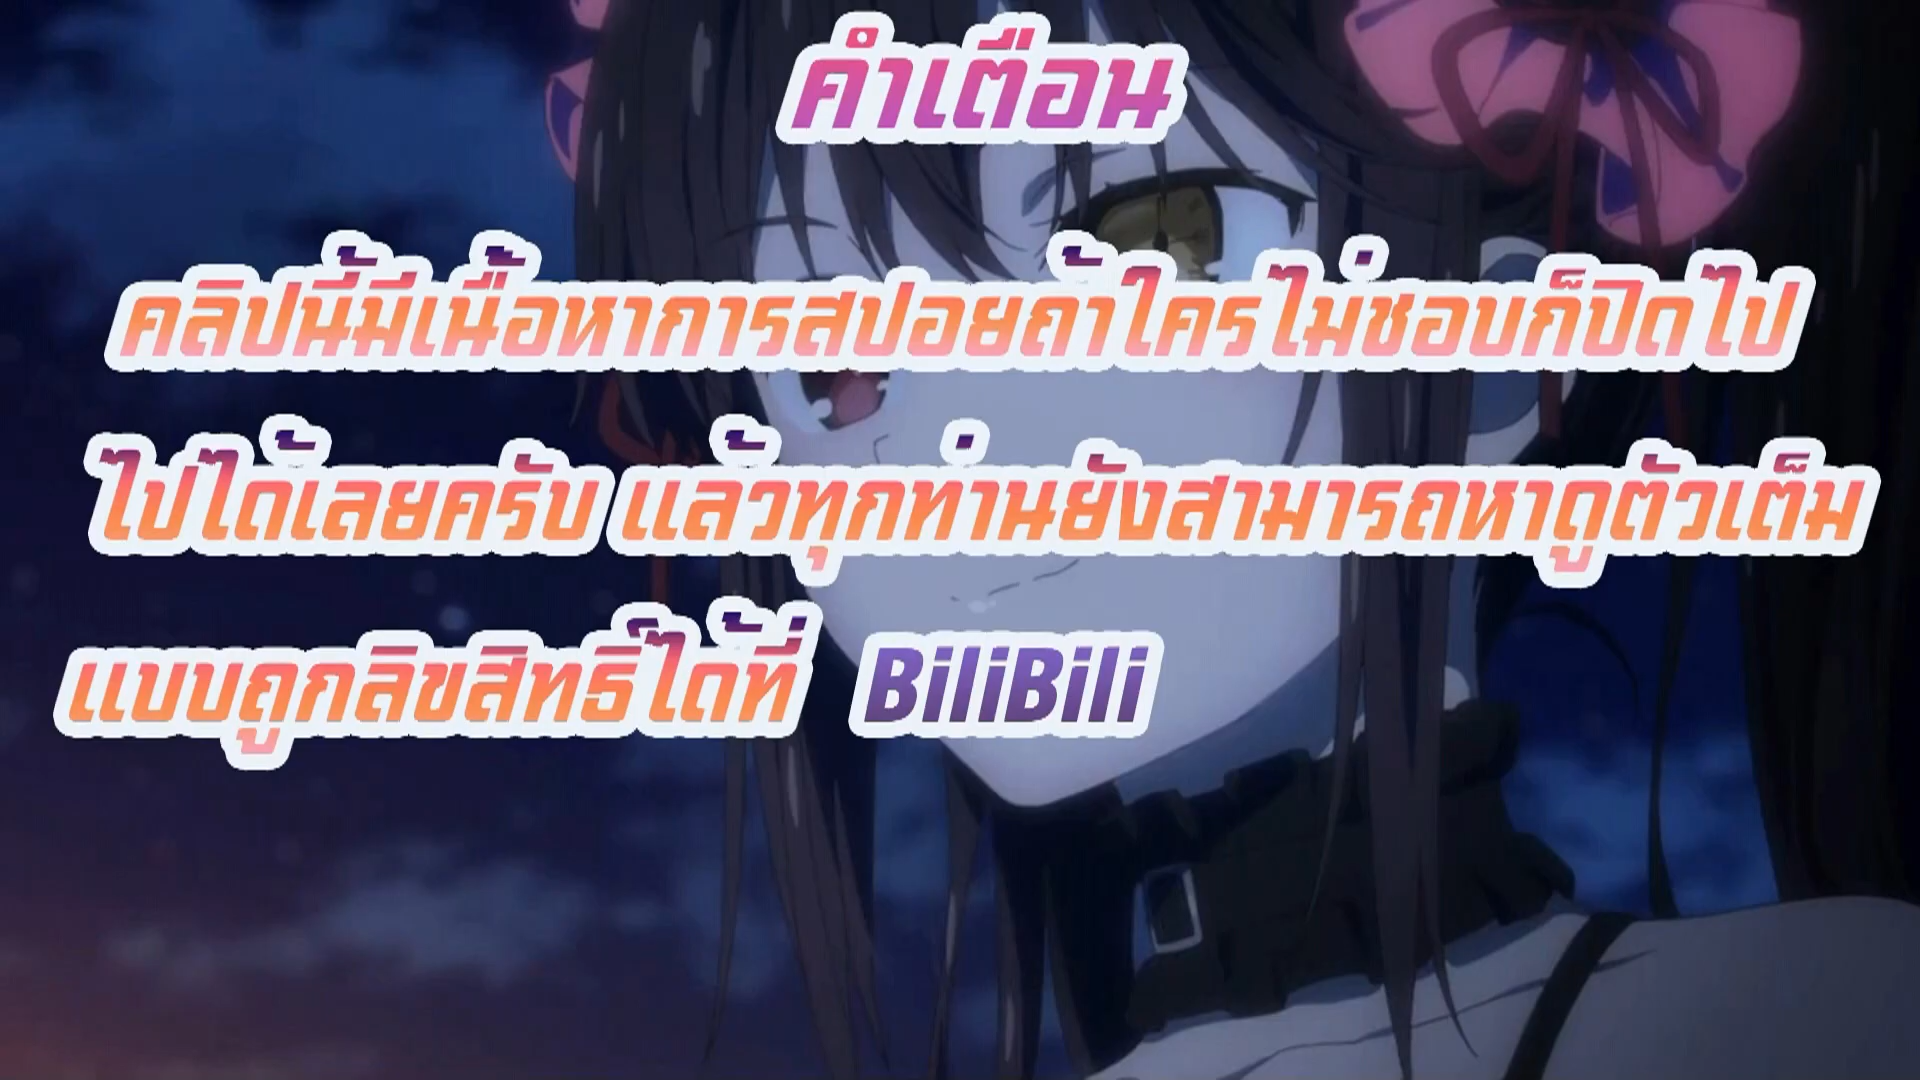 คำเตือน
คลิปนี้มีเนื้อหาการสปอยถ้าใครไม่ชอบก็ปิดไป
ไปได้เลยครับ แล้วทุกท่านยังสามารถหาดูตัวเต็ม
แบบถูกลิขสิทธิ์ได้ที่ BiliBili